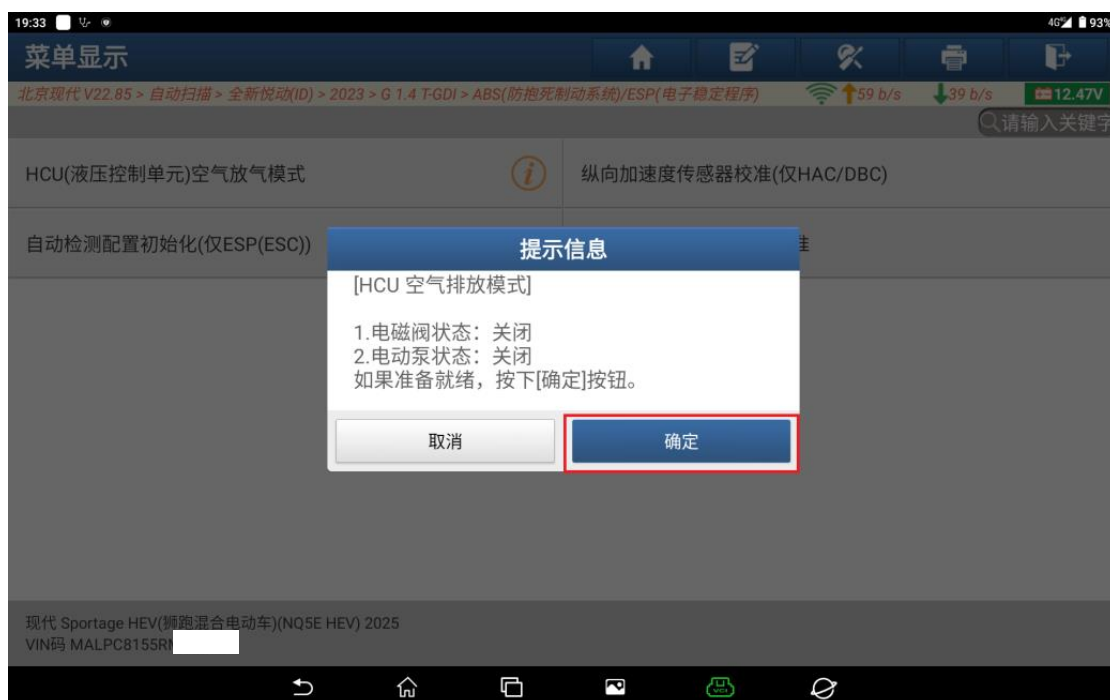 19:33
4G
93%
菜单显示
北京现代 V22.85 > 自动扫描 > 全新悦动(ID) > 2023 > G 1.4 T-GDI > ABS(防抱死制动系统)/ESP(电子稳定程序)
59 b/s
39 b/s
12.47V
请输入关键字
HCU(液压控制单元)空气放气模式
纵向加速度传感器校准(仅HAC/DBC)
自动检测配置初始化(仅ESP(ESC))
提示信息
[HCU 空气排放模式]
1.电磁阀状态：关闭
2.电动泵状态：关闭
如果准备就绪，按下[确定]按钮。
取消
确定
现代 Sportage HEV(狮跑混合电动车)(NQ5E HEV) 2025
VIN码 MALPC8155R
VCI